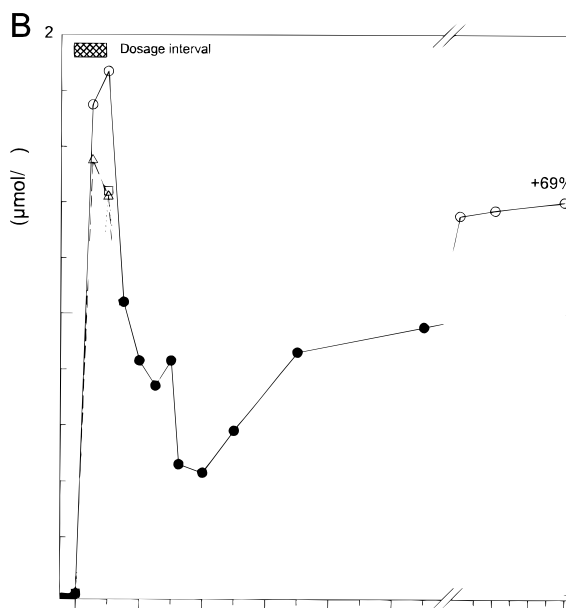 B
2
Dosage interval
(μmol/ )
+69%